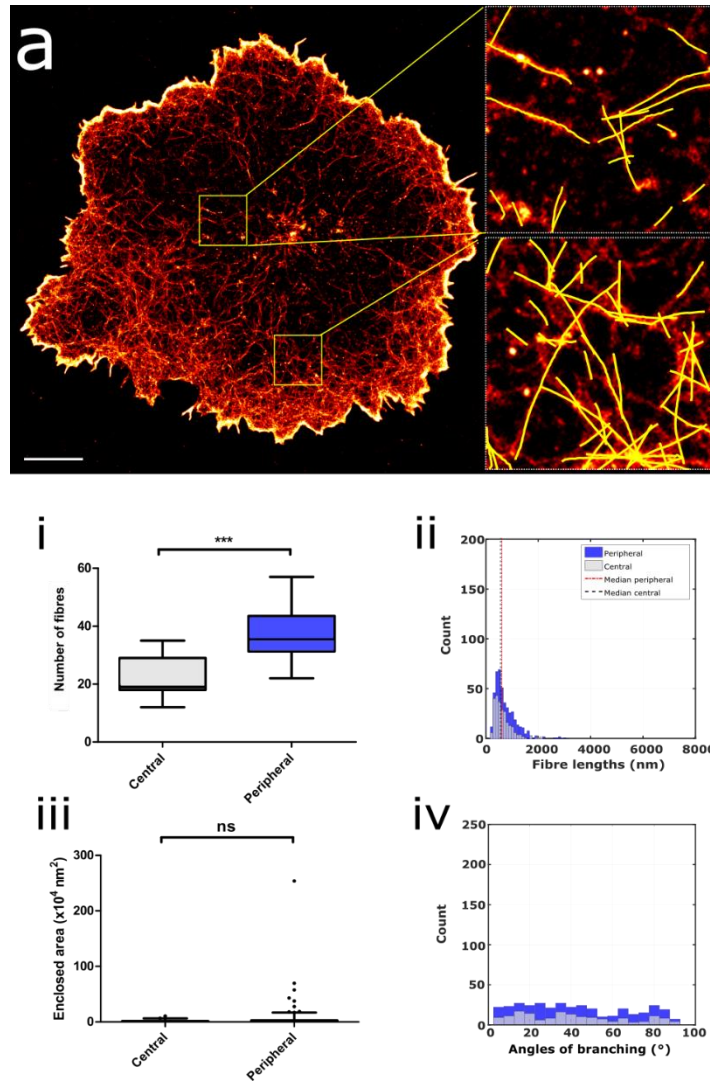 a
i
***
60
40
20
0
Number of fibres
Central
Peripheral
ii
200
150
100
50
0
Count
Peripheral
Central
Median peripheral
Median central
0 2000 4000 6000 8000
Fibre lengths (nm)
iii
ns
300
200
100
0
Enclosed area (x10⁴ nm²)
Central
Peripheral
iv
250
200
150
100
50
0
Count
0 20 40 60 80 100
Angles of branching (°)